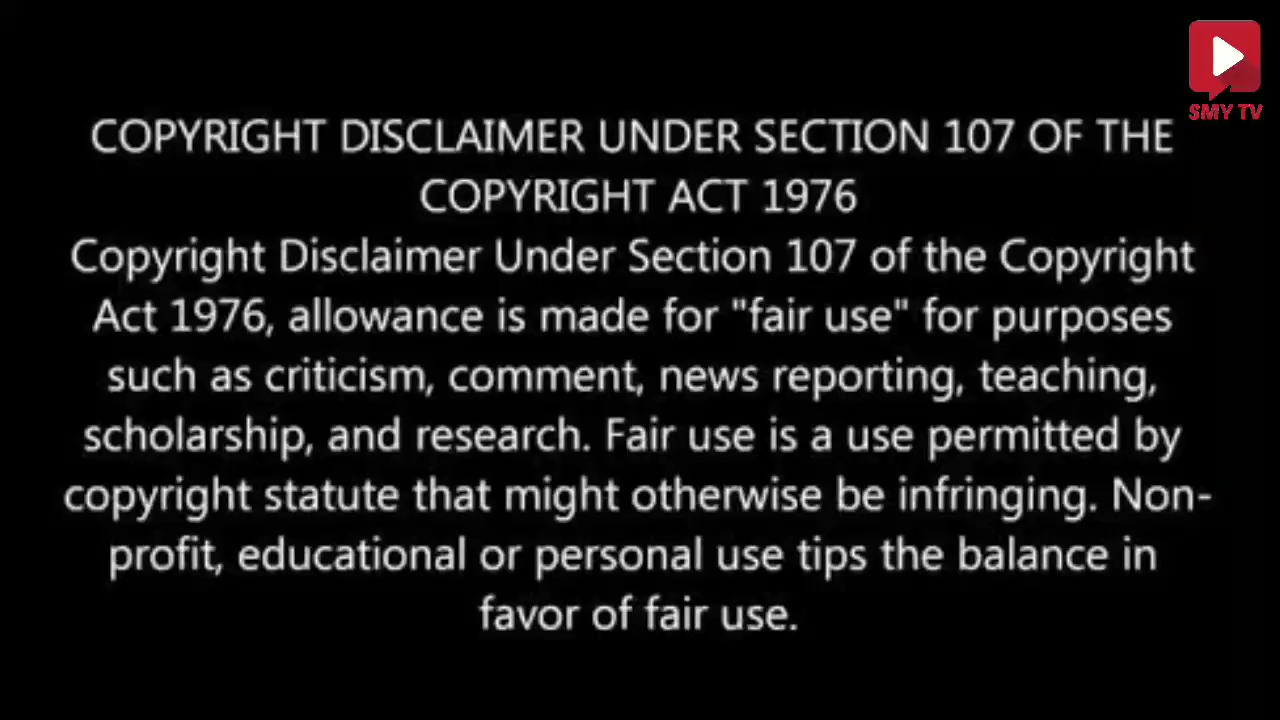 SMY TV
COPYRIGHT DISCLAIMER UNDER SECTION 107 OF THE
COPYRIGHT ACT 1976
Copyright Disclaimer Under Section 107 of the Copyright
Act 1976, allowance is made for "fair use" for purposes
such as criticism, comment, news reporting, teaching,
scholarship, and research. Fair use is a use permitted by
copyright statute that might otherwise be infringing. Non-
profit, educational or personal use tips the balance in
favor of fair use.